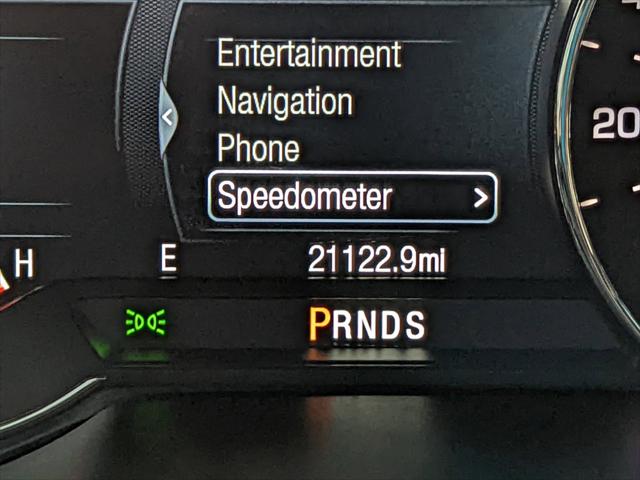 Entertainment
Navigation
Phone
Speedometer >
20
H E 21122.9mi
PRNDS